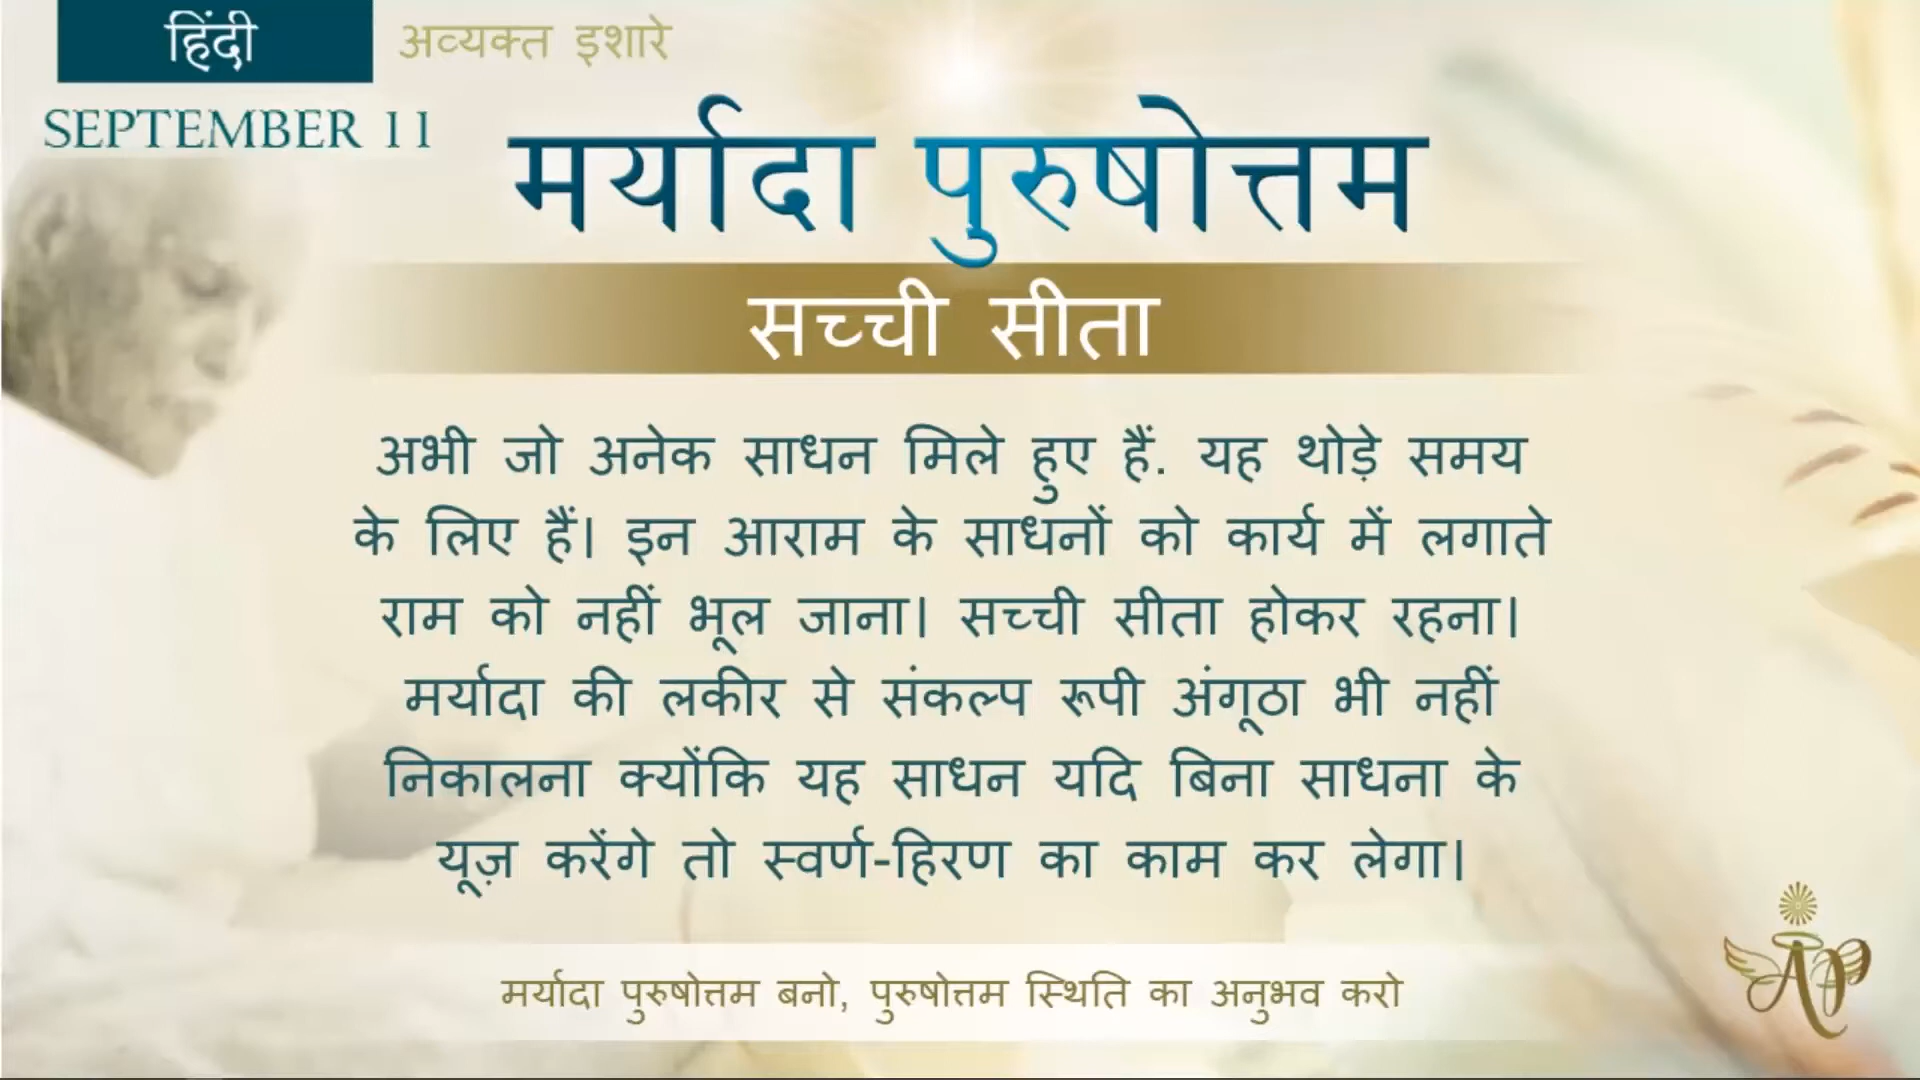 हिंदी
अव्यक्त इशारे
SEPTEMBER 11
मर्यादा पुरुषोत्तम
सच्ची सीता
अभी जो अनेक साधन मिले हुए हैं. यह थोड़े समय
के लिए हैं। इन आराम के साधनों को कार्य में लगाते
राम को नहीं भूल जाना। सच्ची सीता होकर रहना।
मर्यादा की लकीर से संकल्प रूपी अंगूठा भी नहीं
निकालना क्योंकि यह साधन यदि बिना साधना के
यूज़ करेंगे तो स्वर्ण-हिरण का काम कर लेगा।
मर्यादा पुरुषोत्तम बनो, पुरुषोत्तम स्थिति का अनुभव करो